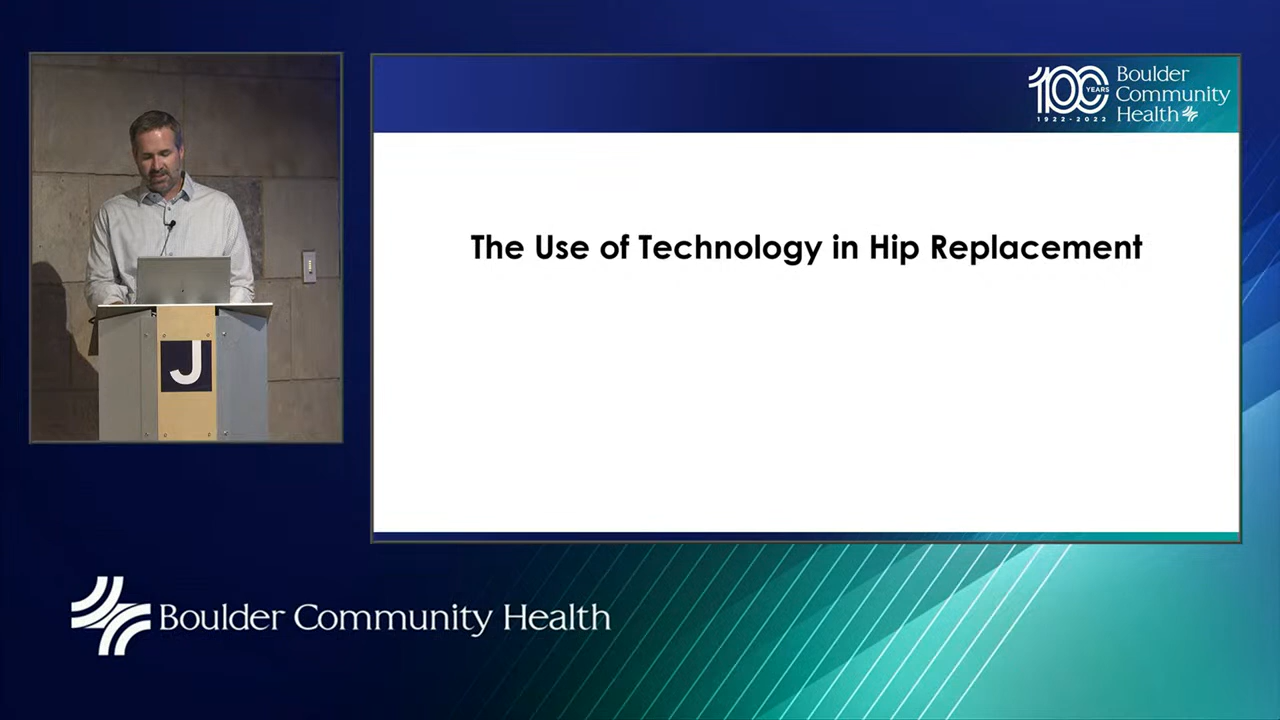 100
YEARS
1922-2022
Boulder
Community
Health
The Use of Technology in Hip Replacement
J
Boulder Community Health